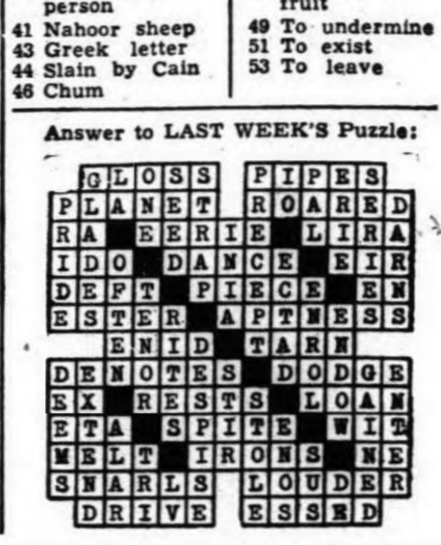 person
41 Nahoor sheep
43 Greek letter
44 Slain by Cain
46 Chum
fruit
49 To undermine
51 To exist
53 To leave
Answer to LAST WEEK'S Puzzle:
GLOSS PIPES
PLANET ROARED
RA EERIE LIRA
IDO DANCE EIR
DEFT PIECE EN
ESTER APTNESS
ENID TARN
DENOTES DODGE
EX RESTS LOAN
ETA SPITE WIT
MELT IRONS NE
SNARLS LOUDER
DRIVE ESSED